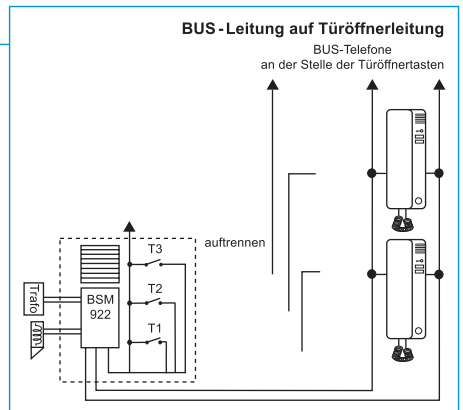 BUS-Leitung auf Türöffnerleitung
BUS-Telefone
an der Stelle der Türöffnertasten
auftrennen
T3
T2
T1
BSM
922
Trafo